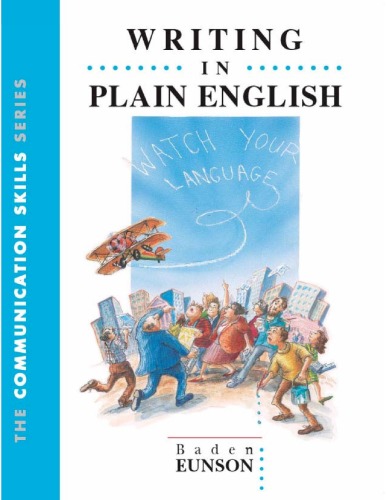 WRITING
IN
PLAIN ENGLISH
WATCH YOUR
LANGUAGE
THE COMMUNICATION SKILLS SERIES
Baden
EUNSON